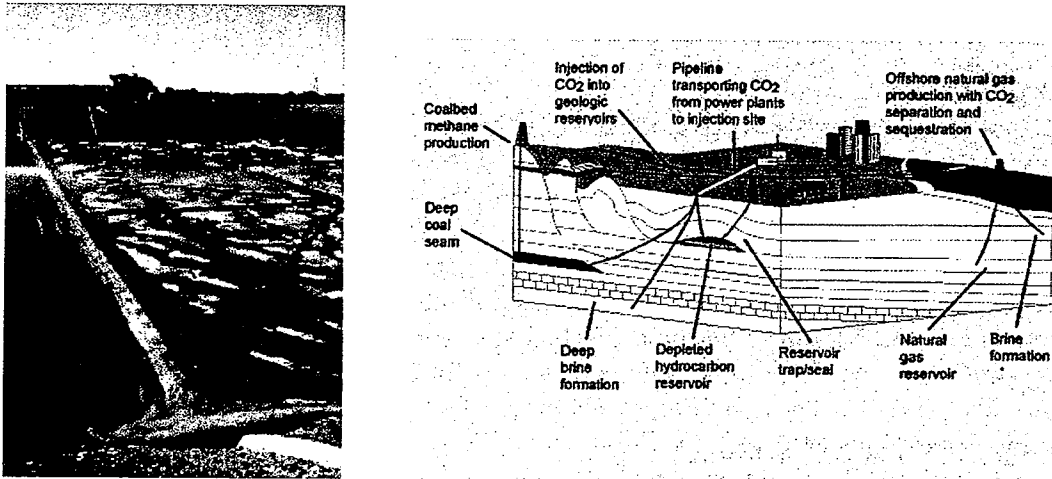 Injection of
CO2 into
geologic
reservoirs
Pipeline
transporting CO2
from power plants
to injection site
Offshore natural gas
production with CO2
separation and
sequestration
Coalbed
methane
production
Deep
coal
seam
Deep
brine
formation
Depleted
hydrocarbon
reservoir
Reservoir
trap/seal
Natural
gas
reservoir
Brine
formation